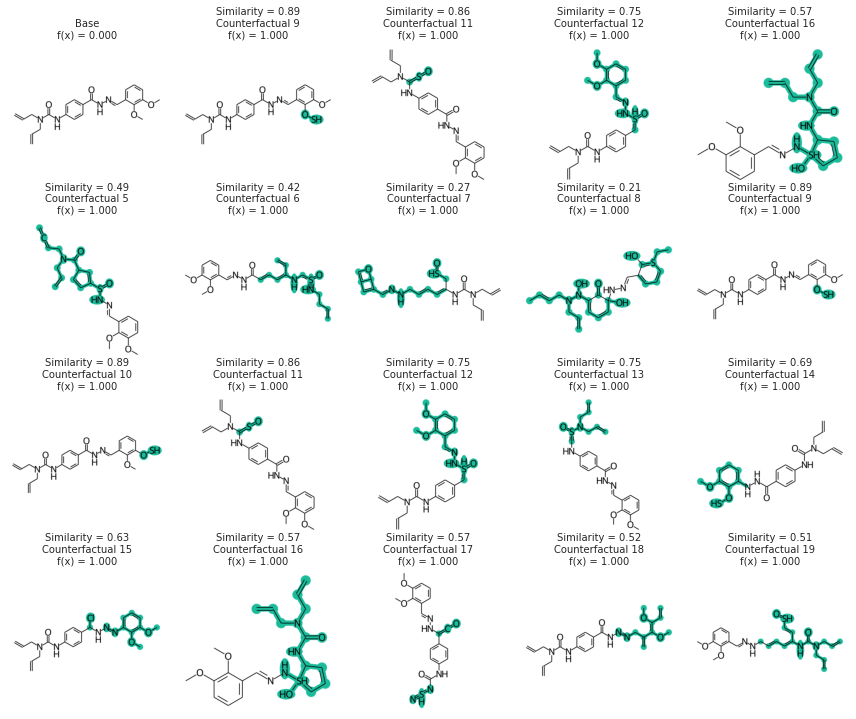 Base
f(x) = 0.000
Similarity = 0.89
Counterfactual 9
f(x) = 1.000
Similarity = 0.86
Counterfactual 11
f(x) = 1.000
Similarity = 0.75
Counterfactual 12
f(x) = 1.000
Similarity = 0.57
Counterfactual 16
f(x) = 1.000
Similarity = 0.49
Counterfactual 5
f(x) = 1.000
Similarity = 0.42
Counterfactual 6
f(x) = 1.000
Similarity = 0.27
Counterfactual 7
f(x) = 1.000
Similarity = 0.21
Counterfactual 8
f(x) = 1.000
Similarity = 0.89
Counterfactual 9
f(x) = 1.000
Similarity = 0.89
Counterfactual 10
f(x) = 1.000
Similarity = 0.86
Counterfactual 11
f(x) = 1.000
Similarity = 0.75
Counterfactual 12
f(x) = 1.000
Similarity = 0.75
Counterfactual 13
f(x) = 1.000
Similarity = 0.69
Counterfactual 14
f(x) = 1.000
Similarity = 0.63
Counterfactual 15
f(x) = 1.000
Similarity = 0.57
Counterfactual 16
f(x) = 1.000
Similarity = 0.57
Counterfactual 17
f(x) = 1.000
Similarity = 0.52
Counterfactual 18
f(x) = 1.000
Similarity = 0.51
Counterfactual 19
f(x) = 1.000